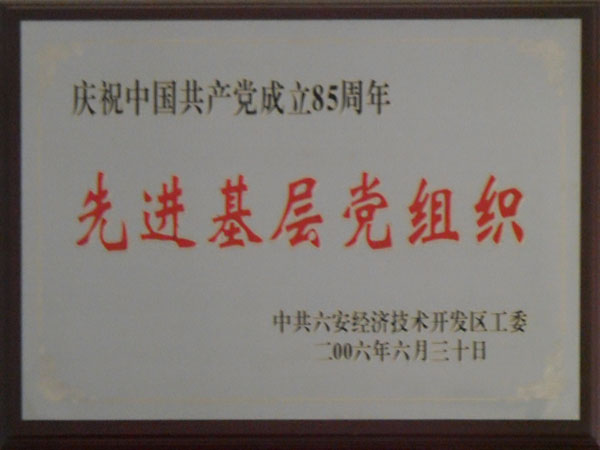 庆祝中国共产党成立85周年
先进基层党组织
中共六安经济技术开发区工委
二00六年六月三十日